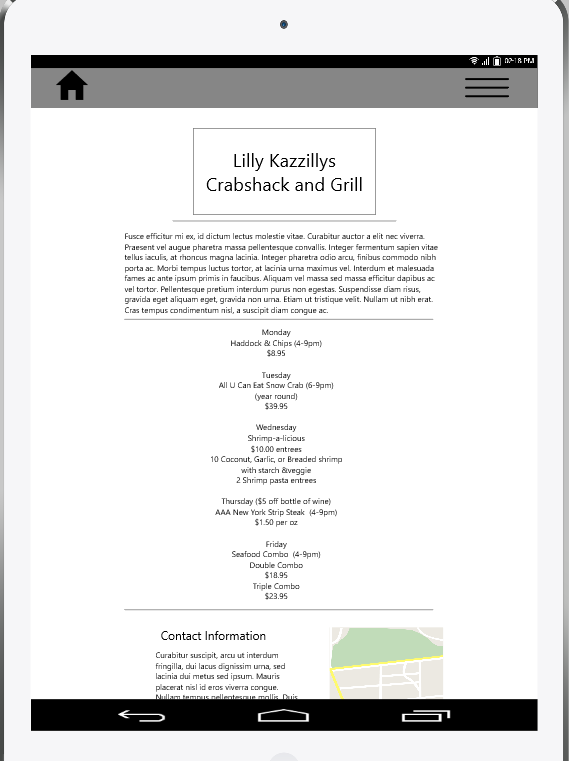 02:18 PM
Lilly Kazzillys
Crabshack and Grill
Fusce efficitur mi ex, id dictum lectus molestie vitae. Curabitur auctor a elit nec viverra.
Praesent vel augue pharetra massa pellentesque convallis. Integer fermentum sapien vitae
tellus iaculis, at rhoncus magna lacinia. Integer pharetra odio arcu, finibus commodo nibh
porta ac. Morbi tempus luctus tortor, at lacinia urna maximus vel. Interdum et malesuada
fames ac ante ipsum primis in faucibus. Aliquam vel massa sed massa efficitur dapibus ac
vel tortor. Pellentesque pretium interdum purus non egestas. Suspendisse diam risus,
gravida eget aliquam eget, gravida non urna. Etiam ut tristique velit. Nullam ut nibh erat.
Cras tempus condimentum nisl, a suscipit diam congue ac.
Monday
Haddock & Chips (4-9pm)
$8.95
Tuesday
All U Can Eat Snow Crab (6-9pm)
(year round)
$39.95
Wednesday
Shrimp-a-licious
$10.00 entrees
10 Coconut, Garlic, or Breaded shrimp
with starch &veggie
2 Shrimp pasta entrees
Thursday ($5 off bottle of wine)
AAA New York Strip Steak (4-9pm)
$1.50 per oz
Friday
Seafood Combo (4-9pm)
Double Combo
$18.95
Triple Combo
$23.95
Contact Information
Curabitur suscipit, arcu ut interdum
fringilla, dui lacus dignissim urna, sed
lacinia dui metus sed ipsum. Mauris
placerat nisl id eros viverra congue.
Nullam tempus pellentesque mollis. Duis